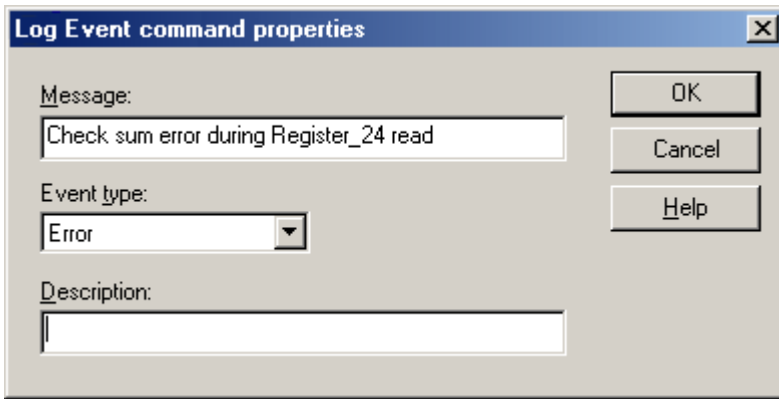 Log Event command properties
Message:
Check sum error during Register_24 read
Event type:
Error
Description:
OK
Cancel
Help